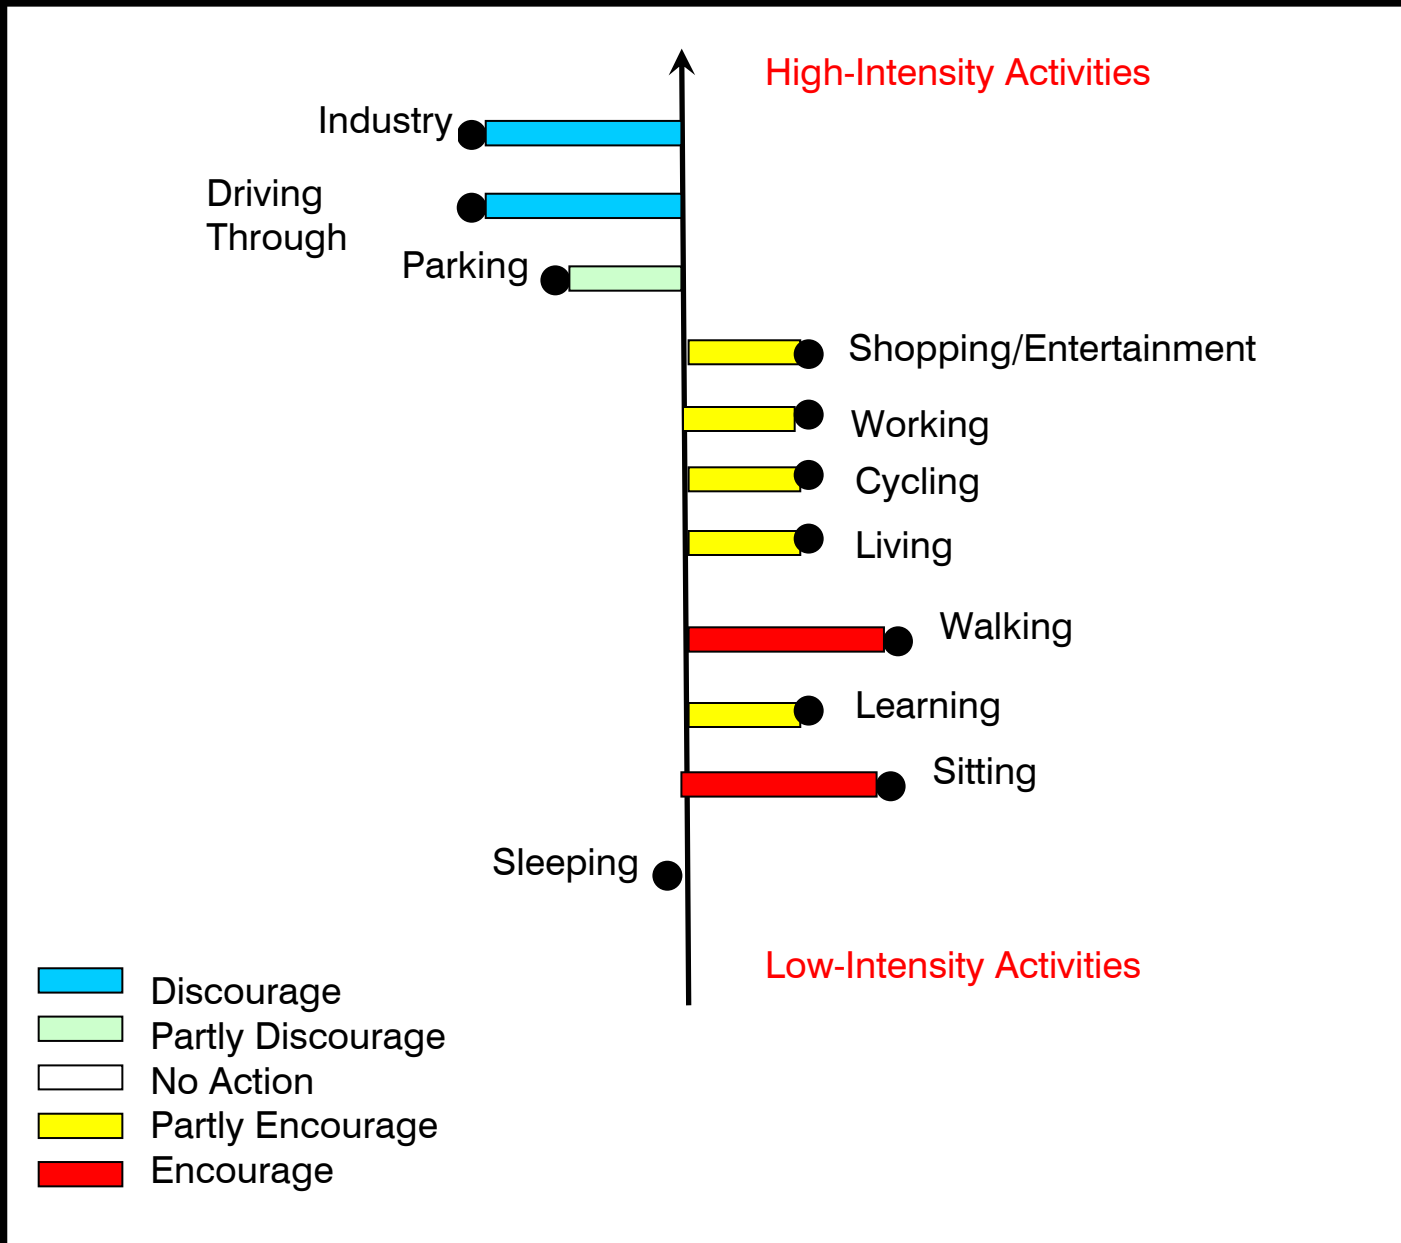 High-Intensity Activities
Industry
Driving
Through
Parking
Shopping/Entertainment
Working
Cycling
Living
Walking
Learning
Sitting
Sleeping
Low-Intensity Activities
Discourage
Partly Discourage
No Action
Partly Encourage
Encourage